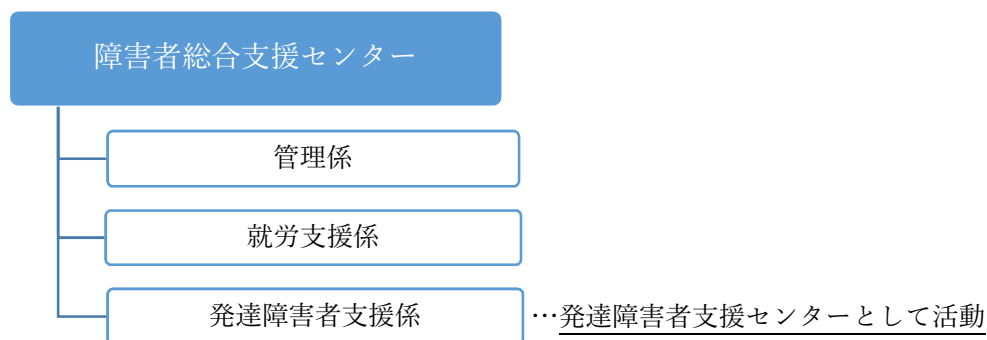 障害者総合支援センター
管理係
就労支援係
発達障害者支援係
…発達障害者支援センターとして活動